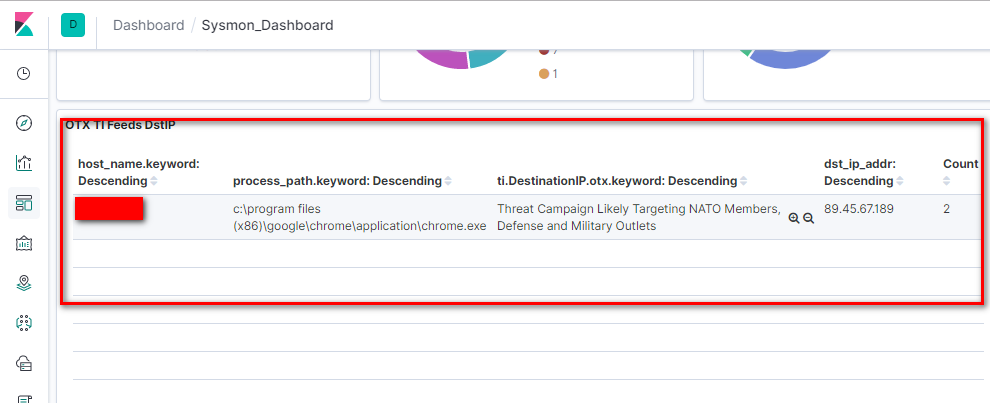 D Dashboard / Sysmon_Dashboard
1
OTX TI Feeds DstIP
host_name.keyword: Descending
process_path.keyword: Descending
ti.DestinationIP.otx.keyword: Descending
dst_ip_addr: Descending
Count
c:\program files
(x86)\google\chrome\application\chrome.exe
Threat Campaign Likely Targeting NATO Members,
Defense and Military Outlets
89.45.67.189
2